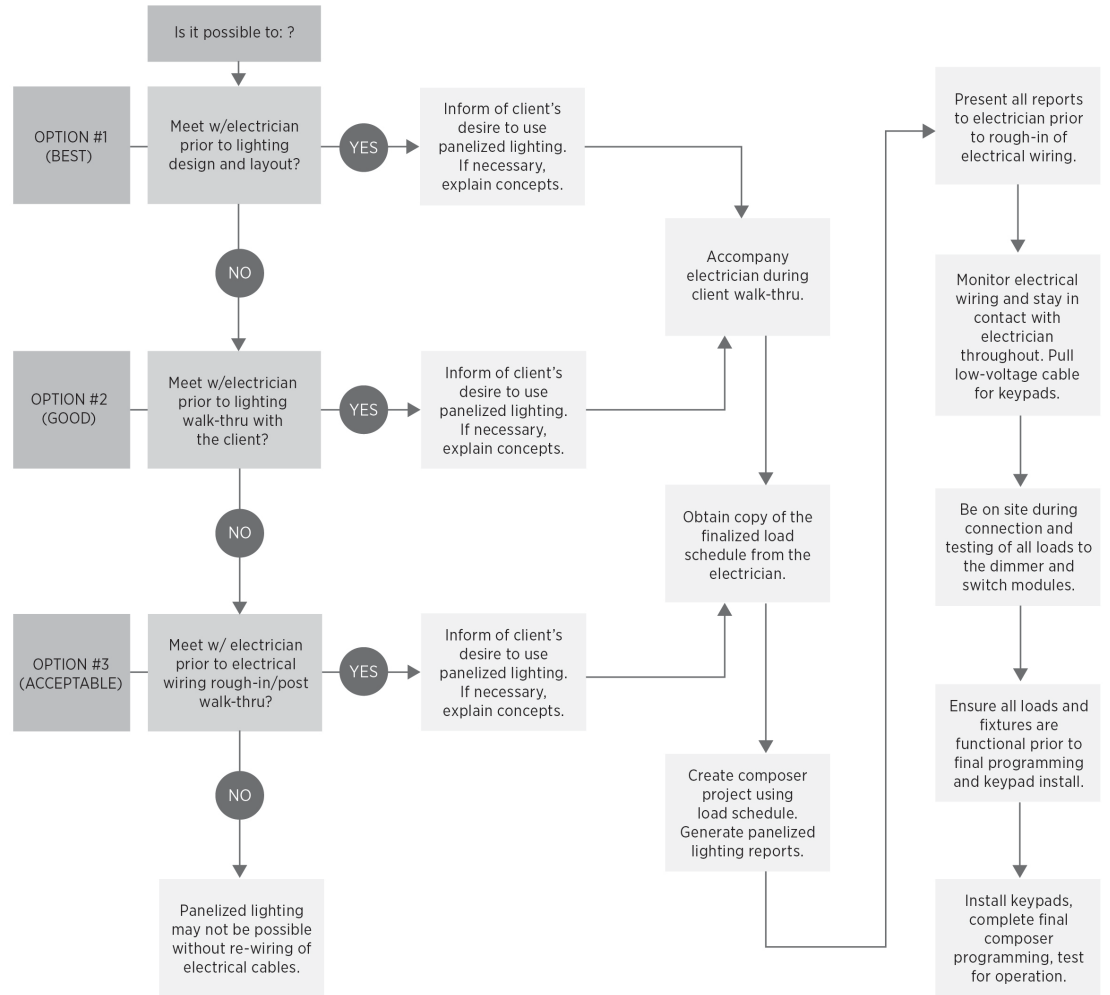 Is it possible to: ?
OPTION #1
(BEST)
Meet w/electrician
prior to lighting
design and layout?
YES
Inform of client's
desire to use
panelized lighting.
If necessary,
explain concepts.
NO
OPTION #2
(GOOD)
Meet w/electrician
prior to lighting
walk-thru with
the client?
YES
Inform of client's
desire to use
panelized lighting.
If necessary,
explain concepts.
NO
OPTION #3
(ACCEPTABLE)
Meet w/ electrician
prior to electrical
wiring rough-in/post
walk-thru?
YES
Inform of client's
desire to use
panelized lighting.
If necessary,
explain concepts.
NO
Panelized lighting
may not be possible
without re-wiring of
electrical cables.
Accompany
electrician during
client walk-thru.
Obtain copy of the
finalized load
schedule from the
electrician.
Create composer
project using
load schedule.
Generate panelized
lighting reports.
Present all reports
to electrician prior
to rough-in of
electrical wiring.
Monitor electrical
wiring and stay in
contact with
electrician
throughout. Pull
low-voltage cable
for keypads.
Be on site during
connection and
testing of all loads to
the dimmer and
switch modules.
Ensure all loads and
fixtures are
functional prior to
final programming
and keypad install.
Install keypads,
complete final
composer
programming, test
for operation.